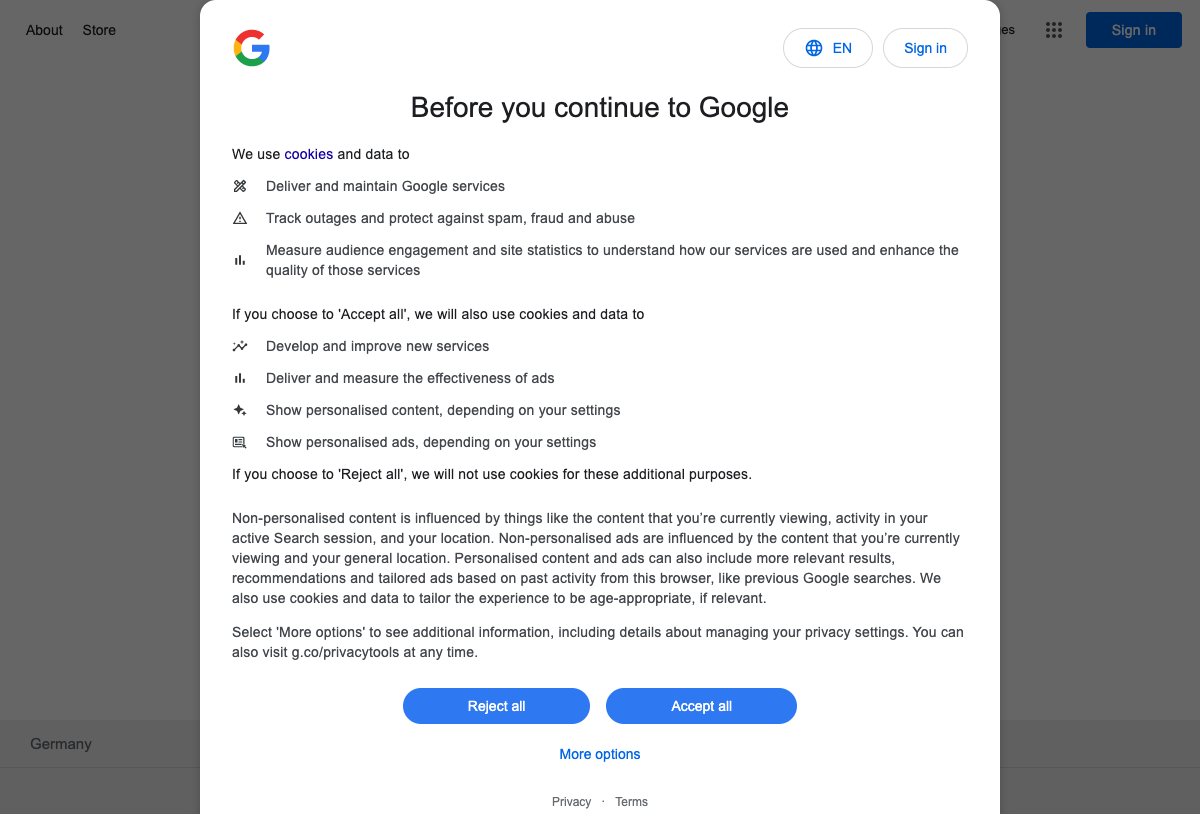 About Store
es
Sign in
EN
Sign in
Before you continue to Google
We use cookies and data to
Deliver and maintain Google services
Track outages and protect against spam, fraud and abuse
Measure audience engagement and site statistics to understand how our services are used and enhance the
quality of those services
If you choose to 'Accept all', we will also use cookies and data to
Develop and improve new services
Deliver and measure the effectiveness of ads
Show personalised content, depending on your settings
Show personalised ads, depending on your settings
If you choose to 'Reject all', we will not use cookies for these additional purposes.
Non-personalised content is influenced by things like the content that you’re currently viewing, activity in your
active Search session, and your location. Non-personalised ads are influenced by the content that you’re currently
viewing and your general location. Personalised content and ads can also include more relevant results,
recommendations and tailored ads based on past activity from this browser, like previous Google searches. We
also use cookies and data to tailor the experience to be age-appropriate, if relevant.
Select 'More options' to see additional information, including details about managing your privacy settings. You can
also visit g.co/privacytools at any time.
Reject all
Accept all
More options
Germany
Privacy · Terms